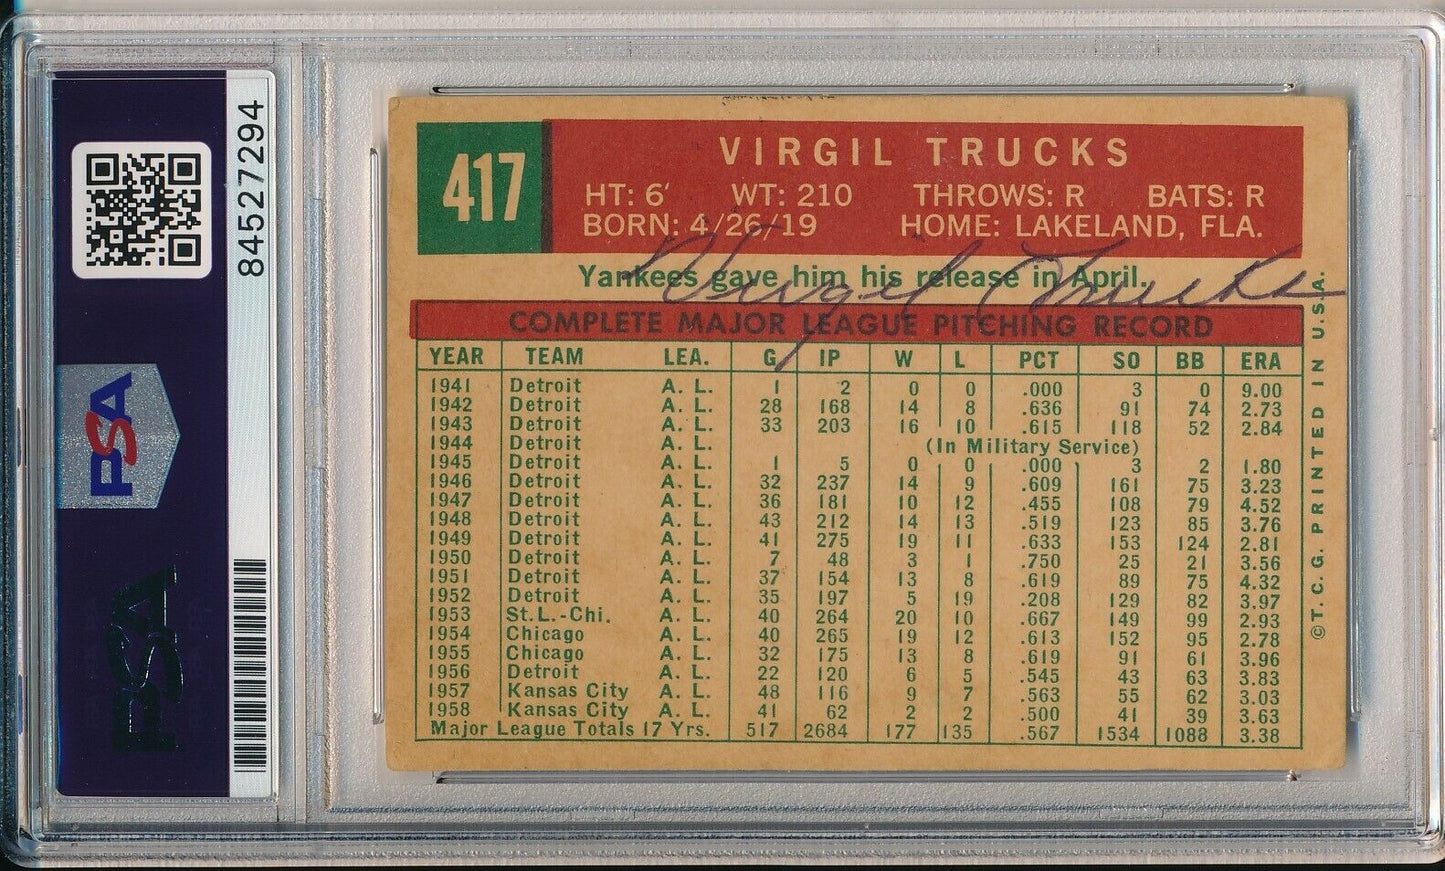 84527294
PSA
PSA
417
VIRGIL TRUCKS
HT: 6' WT: 210 THROWS: R BATS: R
BORN: 4/26/19 HOME: LAKELAND, FLA.
Yankees gave him his release in April.
Virgil Trucks
COMPLETE MAJOR LEAGUE PITCHING RECORD
YEAR TEAM LEA. G IP W L PCT SO BB ERA
1941 Detroit A. L. 1 2 0 0 .000 3 0 9.00
1942 Detroit A. L. 28 168 14 8 .636 91 74 2.73
1943 Detroit A. L. 33 203 16 10 .615 118 52 2.84
1944 Detroit A. L. (In Military Service)
1945 Detroit A. L. 1 5 0 0 .000 3 2 1.80
1946 Detroit A. L. 32 237 14 9 .609 161 75 3.23
1947 Detroit A. L. 36 181 10 12 .455 108 79 4.52
1948 Detroit A. L. 43 212 14 13 .519 123 85 3.76
1949 Detroit A. L. 41 275 19 11 .633 153 124 2.81
1950 Detroit A. L. 7 48 3 1 .750 25 21 3.56
1951 Detroit A. L. 37 154 13 8 .619 89 75 4.32
1952 Detroit A. L. 35 197 5 19 .208 129 82 3.97
1953 St.L.-Chi. A. L. 40 264 20 10 .667 149 99 2.93
1954 Chicago A. L. 40 265 19 12 .613 152 95 2.78
1955 Chicago A. L. 32 175 13 8 .619 91 61 3.96
1956 Detroit A. L. 22 120 6 5 .545 43 63 3.83
1957 Kansas City A. L. 48 116 9 7 .563 55 62 3.03
1958 Kansas City A. L. 41 62 2 2 .500 41 39 3.63
Major League Totals 17 Yrs. 517 2684 177 135 .567 1534 1088 3.38
©T.C.G. PRINTED IN U.S.A.